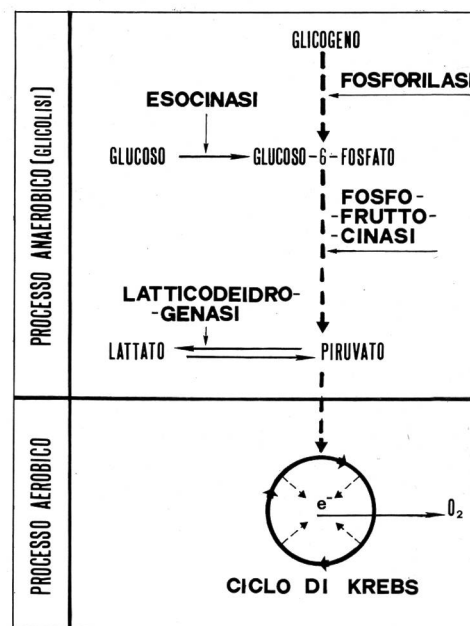 GLICOGENO
FOSFORILASI
ESOCINASI
GLUCOSO
GLUCOSO-6-FOSFATO
FOSFO-
FRUTTO-
CINASI
LATTICODEIDRO-
-GENASI
LATTATO
PIRUVATO
PROCESSO ANAEROBICO (GLICOLISI)
e-
O2
CICLO DI KREBS
PROCESSO AEROBICO